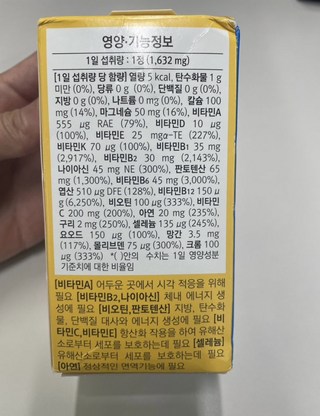 영양·기능정보
1일 섭취량 : 1정 (1,632 mg)
[1일 섭취량 당 함량] 열량 5 kcal, 탄수화물 1 g
미만 (0%), 당류 0 g (0%), 단백질 0 g (0%),
지방 0 g (0%), 나트륨 0 mg (0%), 칼슘 100
mg (14%), 마그네슘 50 mg (16%), 비타민A
555 μg RAE (79%), 비타민D 10 μg
(100%), 비타민E 25 mgα-TE (227%),
비타민K 70 μg (100%), 비타민B1 35 mg
(2,917%), 비타민B2 30 mg (2,143%),
나이아신 45 mg NE (300%), 판토텐산 65
mg (1,300%), 비타민B6 45 mg (3,000%),
엽산 510 μg DFE (128%), 비타민B12 150 μ
g (6,250%), 비오틴 100 μg (333%), 비타민
C 200 mg (200%), 아연 20 mg (235%),
구리 2 mg (250%), 셀레늄 135 μg (245%),
요오드 150 μg (100%), 망간 3.5 mg
(117%), 몰리브덴 75 μg (300%), 크롬 100
μg (333%) *( )안의 수치는 1일 영양성분
기준치에 대한 비율임
[비타민A] 어두운 곳에서 시각 적응을 위해
필요 [비타민B2,나이아신] 체내 에너지 생
성에 필요 [비오틴,판토텐산] 지방, 탄수화
물, 단백질 대사와 에너지 생성에 필요 [비
타민C,비타민E] 항산화 작용을 하여 유해산
소로부터 세포를 보호하는데 필요 [셀레늄]
유해산소로부터 세포를 보호하는데 필요
[아연] 정상적인 면역기능에 필요